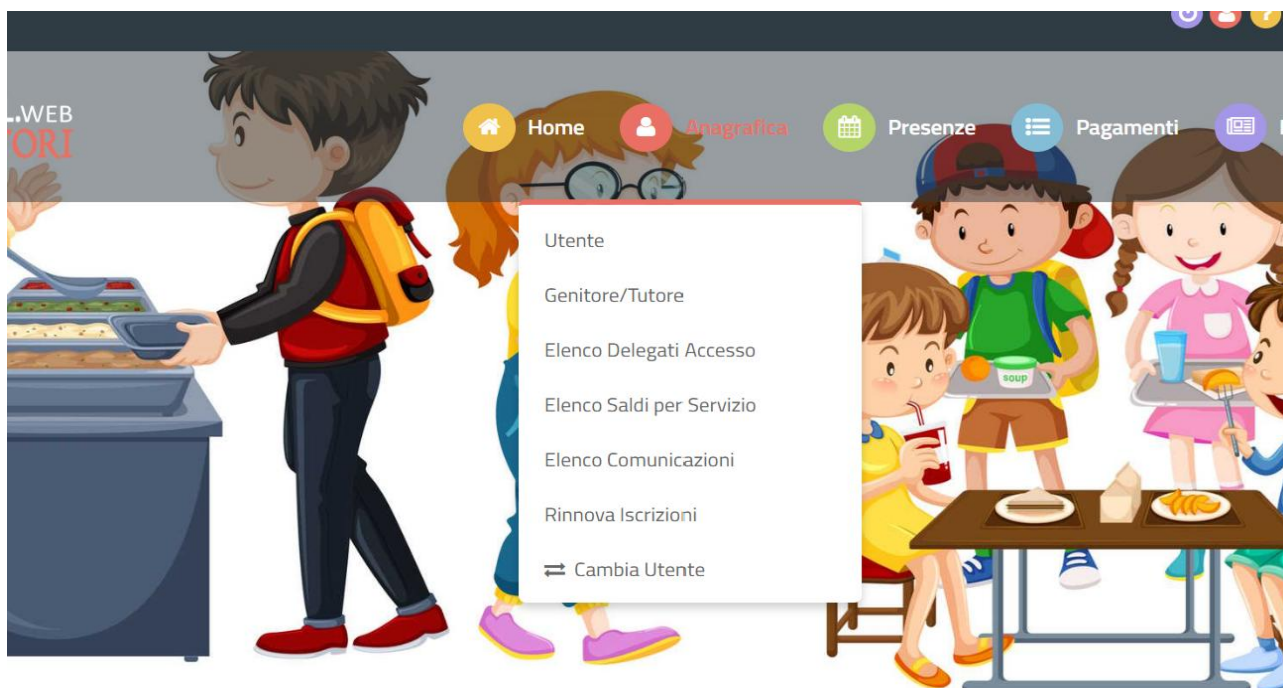 ..WEB
ORI
Home
Anagrafica
Presenze
Pagamenti
Utente
Genitore/Tutore
Elenco Delegati Accesso
Elenco Saldi per Servizio
Elenco Comunicazioni
Rinnova Iscrizioni
Cambia Utente
soup